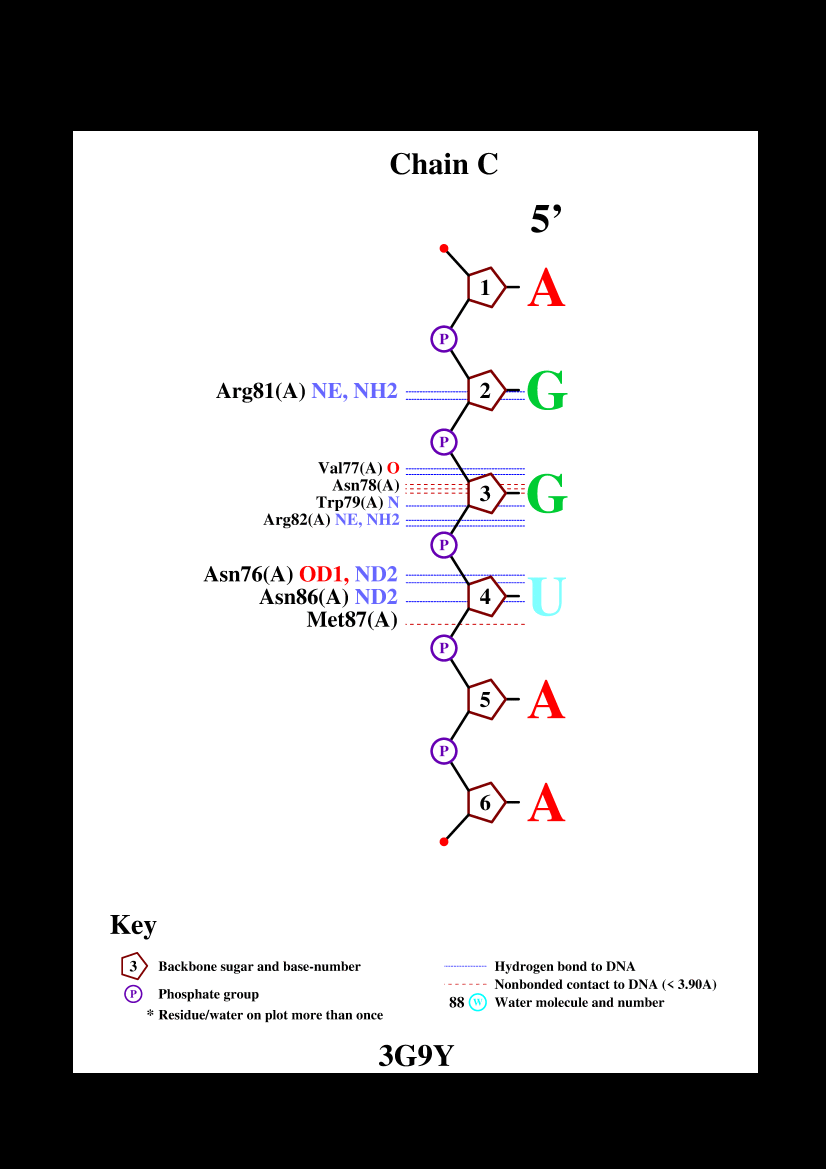 Chain C
5’
1 A
P
Arg81(A) NE, NH2 2 G
P
Val77(A) O
Asn78(A) 3 G
Trp79(A) N
Arg82(A) NE, NH2
P
Asn76(A) OD1, ND2
Asn86(A) ND2 4 U
Met87(A)
P
5 A
P
6 A
Key
3 Backbone sugar and base-number
P Phosphate group
* Residue/water on plot more than once
Hydrogen bond to DNA
Nonbonded contact to DNA (< 3.90A)
88 W Water molecule and number
3G9Y